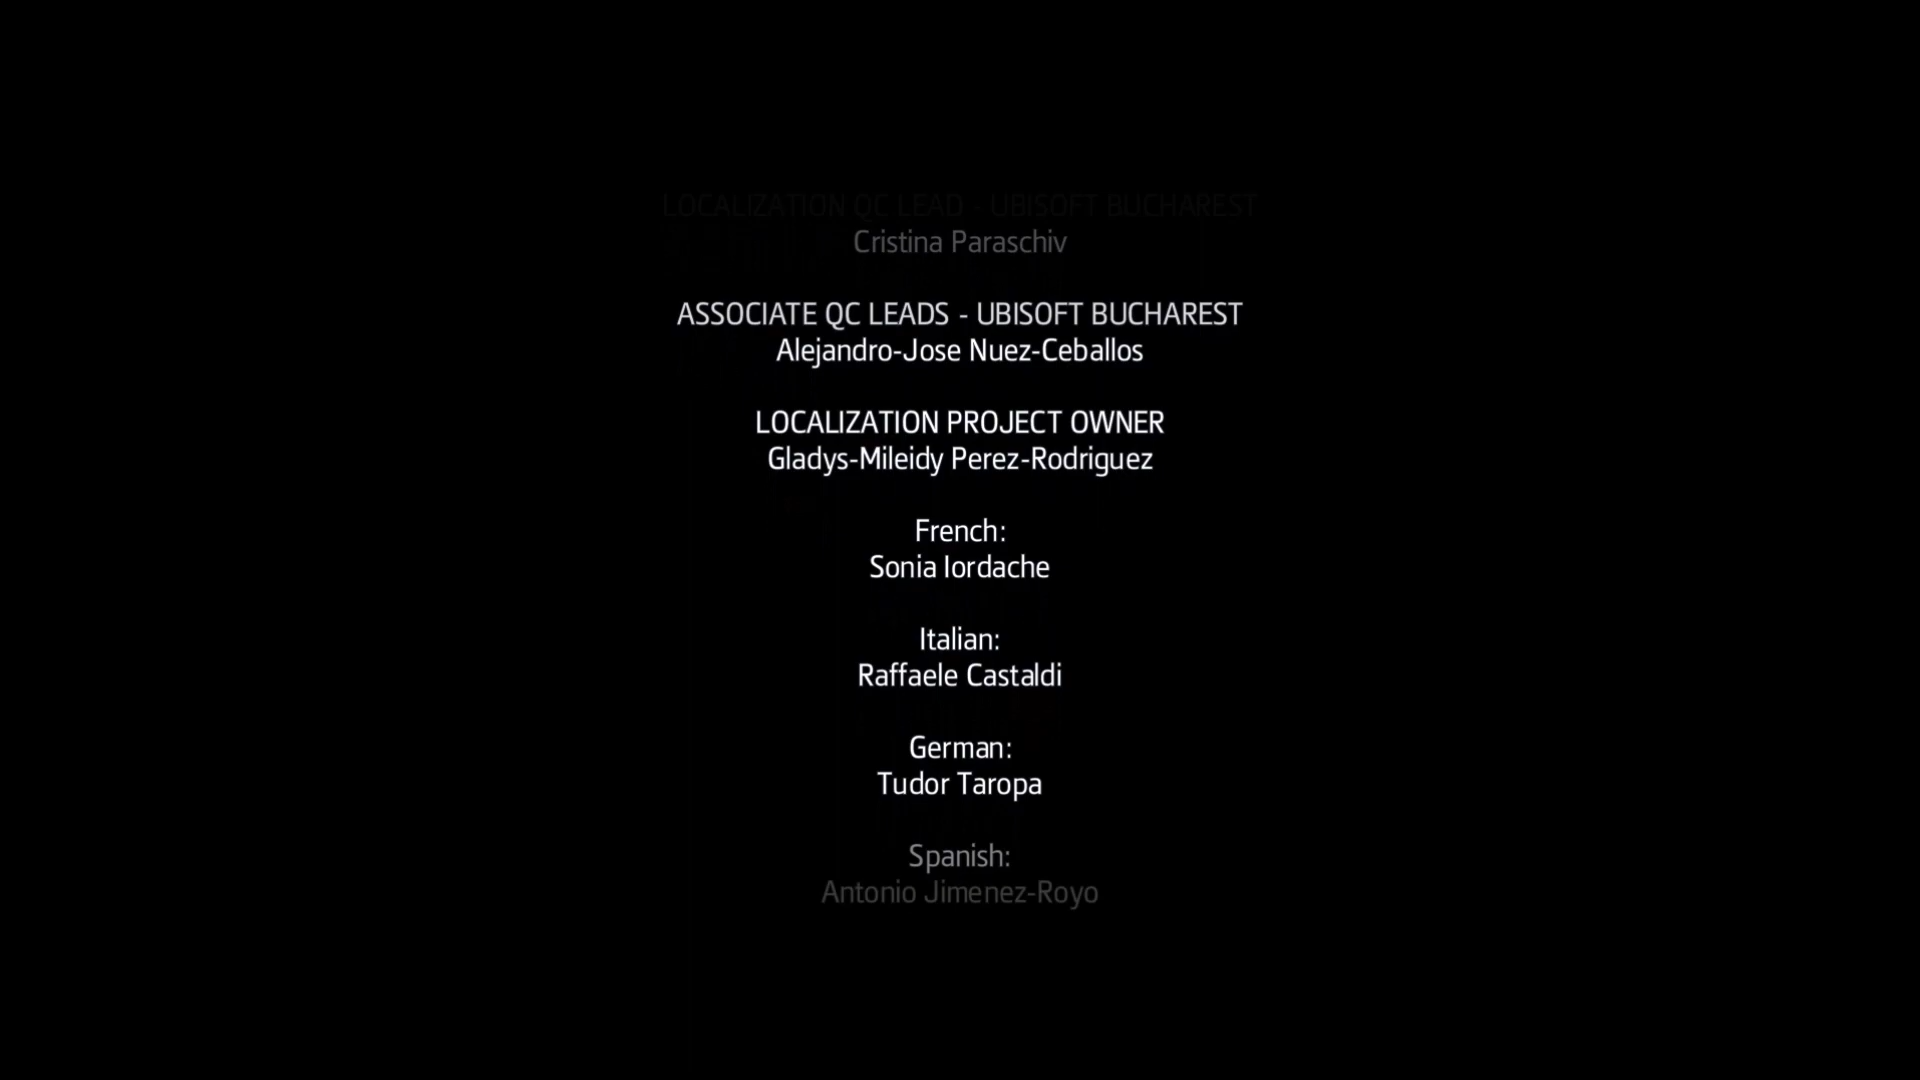 LOCALIZATION QC LEAD - UBISOFT BUCHAREST
Cristina Paraschiv
ASSOCIATE QC LEADS - UBISOFT BUCHAREST
Alejandro-Jose Nuez-Ceballos
LOCALIZATION PROJECT OWNER
Gladys-Mileidy Perez-Rodriguez
French:
Sonia Iordache
Italian:
Raffaele Castaldi
German:
Tudor Taropa
Spanish:
Antonio Jimenez-Royo